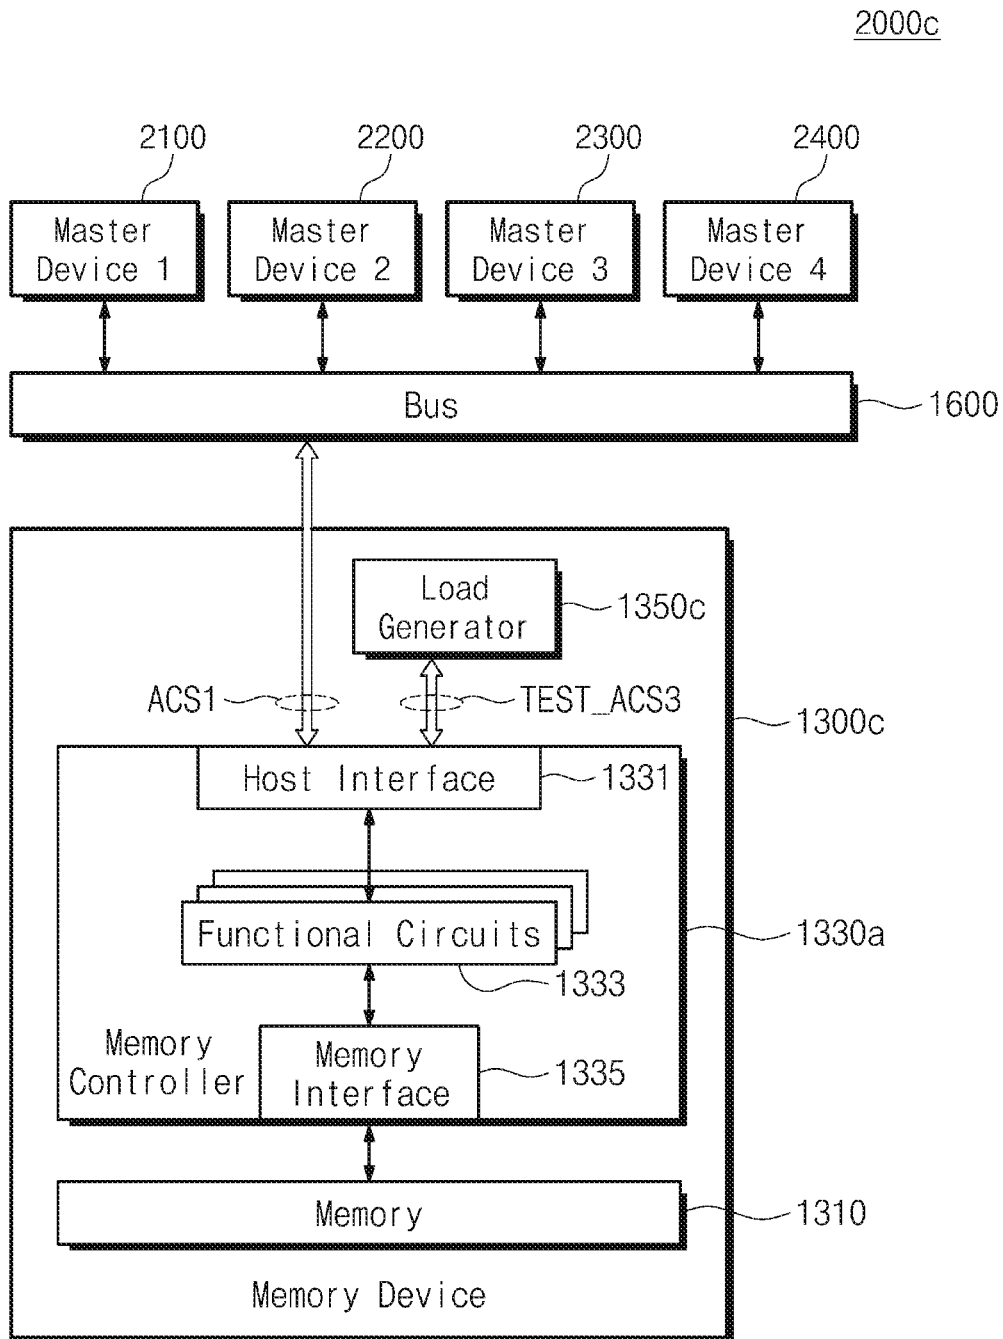 2000c
2100
2200
2300
2400
Master
Device 1
Master
Device 2
Master
Device 3
Master
Device 4
Bus
1600
Load
Generator
1350c
ACS1
TEST_ACS3
1300c
Host Interface
1331
Functional Circuits
1330a
1333
Memory
Controller
Memory
Interface
1335
Memory
1310
Memory Device